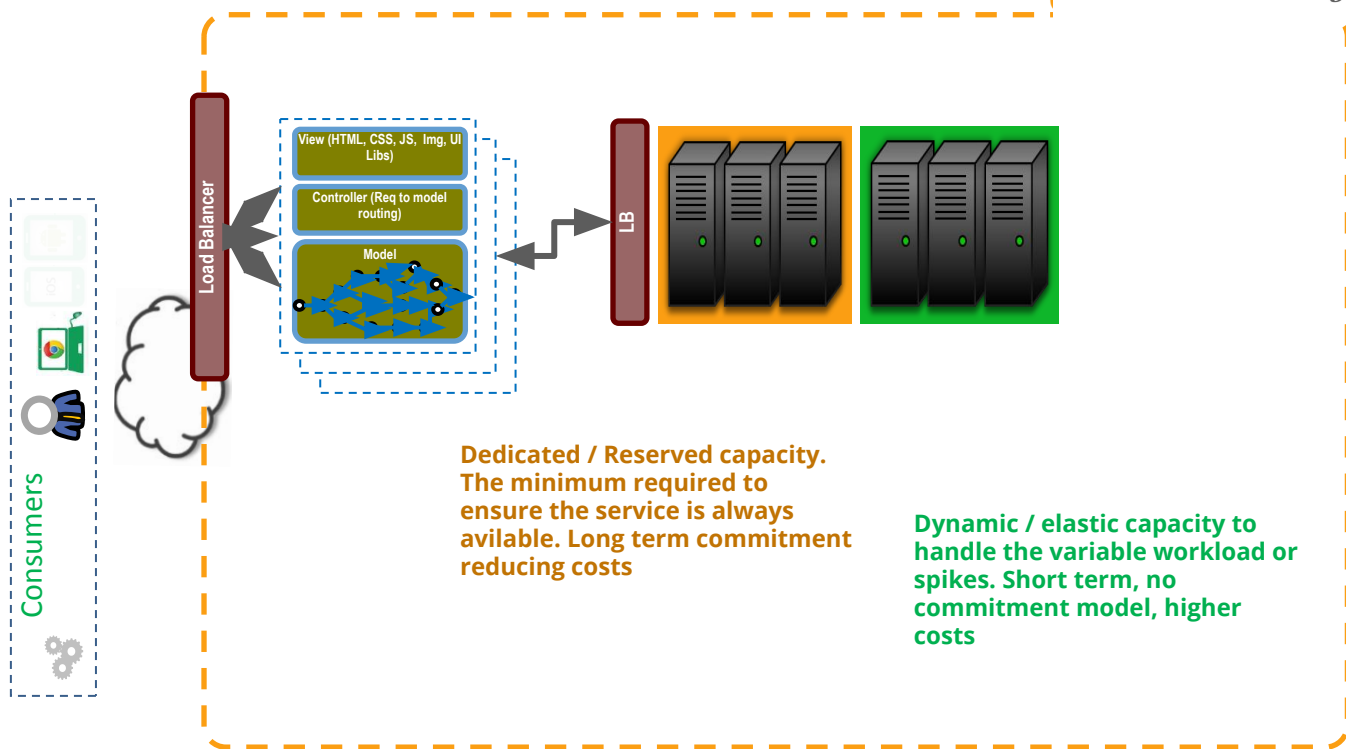 g
Load Balancer
View (HTML, CSS, JS, Img, UI
Libs)
Controller (Req to model
routing)
Model
LB
iOS
Consumers
Dedicated / Reserved capacity.
The minimum required to
ensure the service is always
avilable. Long term commitment
reducing costs
Dynamic / elastic capacity to
handle the variable workload or
spikes. Short term, no
commitment model, higher
costs